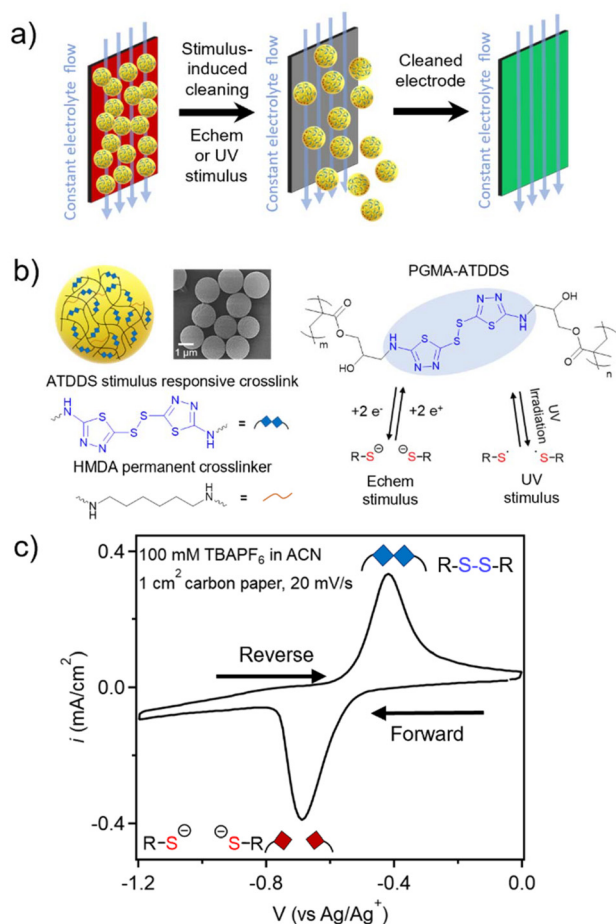 a)
Constant electrolyte flow
Stimulus-
induced
cleaning
Echem
or UV
stimulus
Constant electrolyte flow
Cleaned
electrode
Constant electrolyte flow
b)
1 µm
PGMA-ATDDS
O
O
m
OH
H
N
S
N N
S
S
N N
S
N
H
OH
O
O
n
ATDDS stimulus responsive crosslink
H
N
S
N N
S
S
N N
S
N
H
=
HMDA permanent crosslinker
N
H
H
N
=
+2 e⁻
+2 e⁺
UV
Irradiation
R-S⊖ ⊖S-R
R-S· ·S-R
Echem
stimulus
UV
stimulus
c)
100 mM TBAPF₆ in ACN
1 cm² carbon paper, 20 mV/s
R-S-S-R
Reverse
Forward
R-S⊖ ⊖S-R
i (mA/cm²)
0.4
0.0
-0.4
-1.2 -0.8 -0.4 0.0
V (vs Ag/Ag⁺)